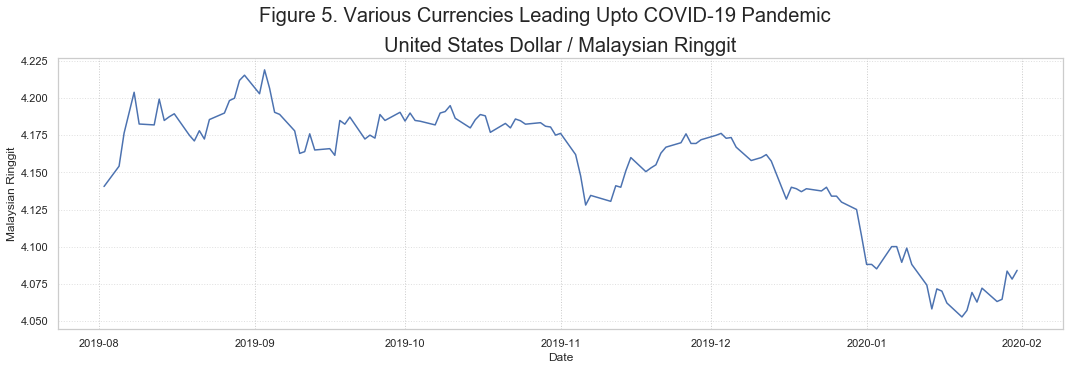 Figure 5. Various Currencies Leading Upto COVID-19 Pandemic
United States Dollar / Malaysian Ringgit
4.225
4.200
4.175
4.150
4.125
4.100
4.075
4.050
Malaysian Ringgit
2019-08 2019-09 2019-10 2019-11 2019-12 2020-01 2020-02
Date